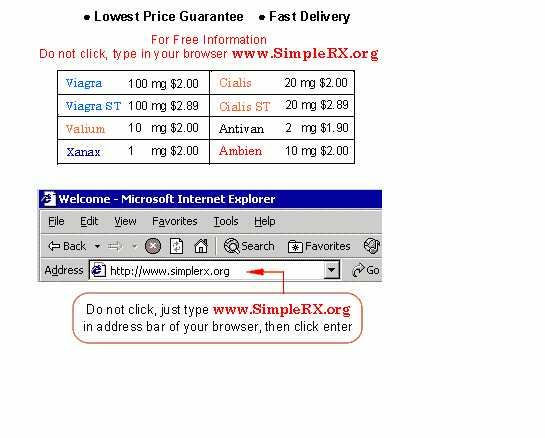 • Lowest Price Guarantee • Fast Delivery
For Free Information
Do not click, type in your browser www.SimpleRX.org
Viagra 100 mg $2.00 Cialis 20 mg $2.00
Viagra ST 100 mg $2.89 Cialis ST 20 mg $2.89
Valium 10 mg $2.00 Antivan 2 mg $1.90
Xanax 1 mg $2.00 Ambien 10 mg $2.00
Welcome - Microsoft Internet Explorer
File Edit View Favorites Tools Help
Back Search Favorites
Address http://www.simplerx.org Go
Do not click, just type www.SimpleRX.org
in address bar of your browser, then click enter